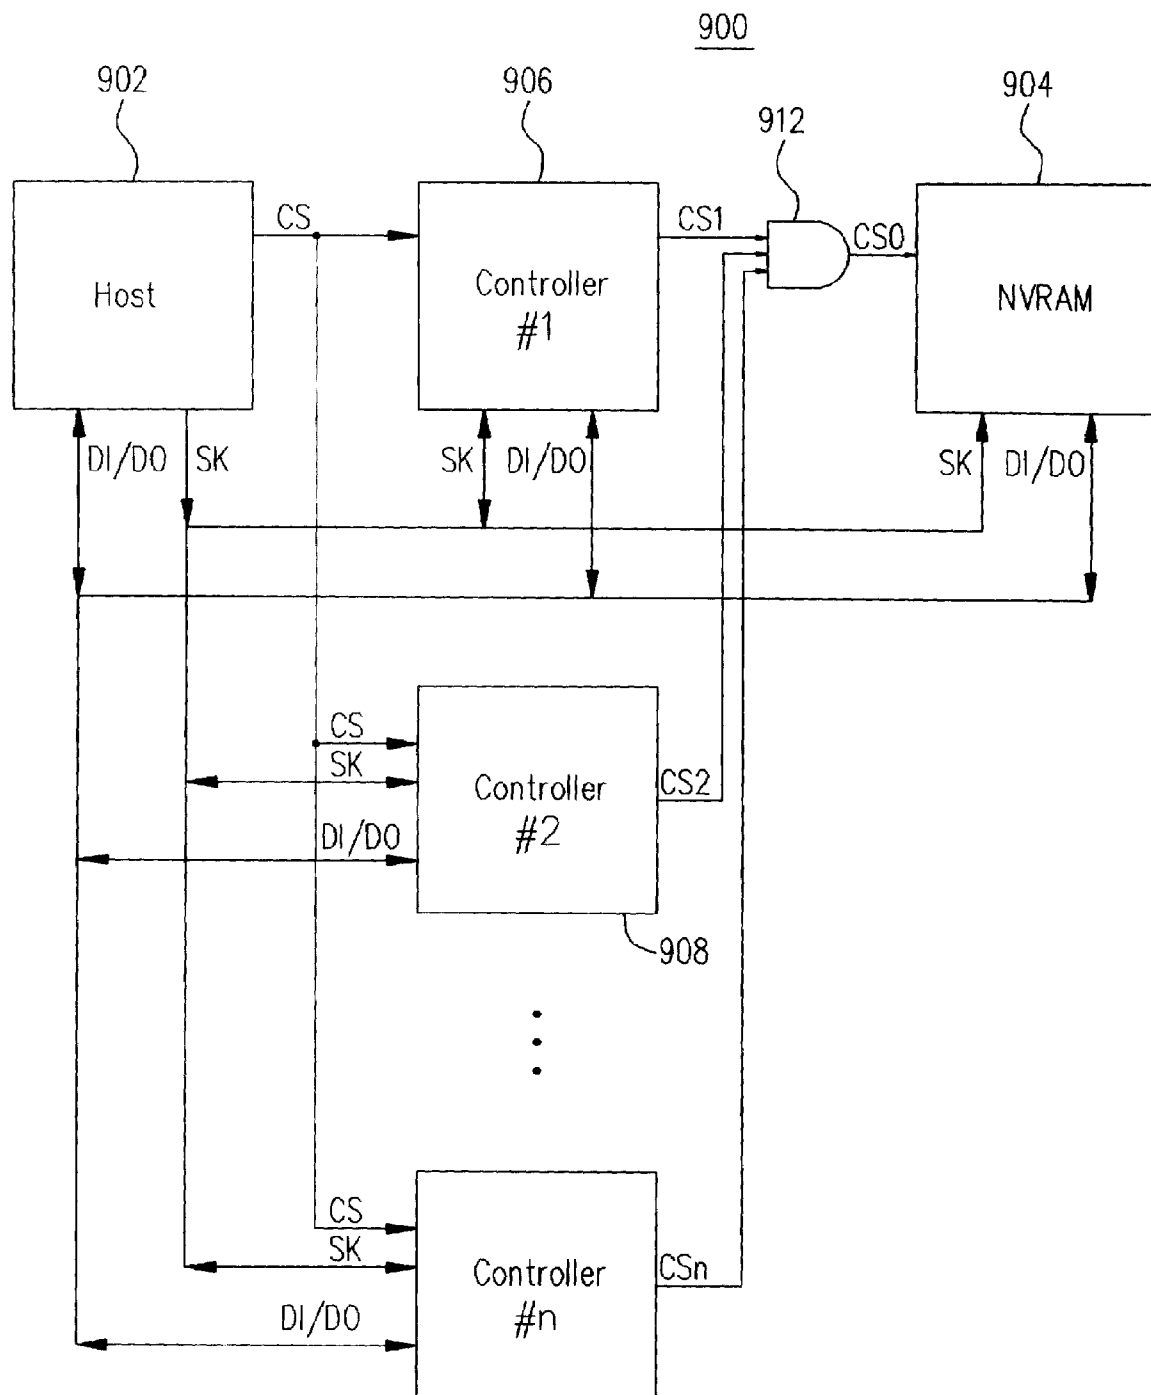 900
902
906
904
912
CS
CS1
CS0
Host
Controller
#1
NVRAM
DI/DO
SK
SK
DI/DO
SK
DI/DO
CS
SK
DI/DO
Controller
#2
CS2
908
CS
SK
DI/DO
Controller
#n
CSn